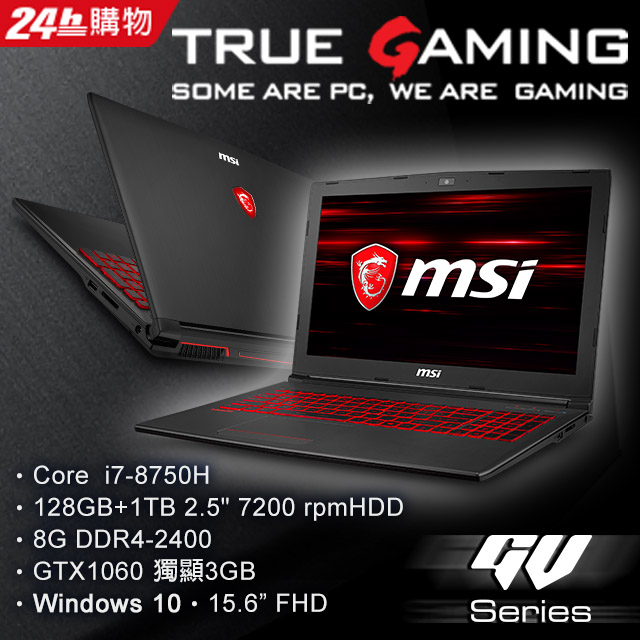 24h購物
TRUE GAMING
SOME ARE PC, WE ARE GAMING
msi
msi
msi
・Core i7-8750H
・128GB+1TB 2.5" 7200 rpmHDD
・8G DDR4-2400
・GTX1060 獨顯3GB
・Windows 10・15.6” FHD
GV
Series